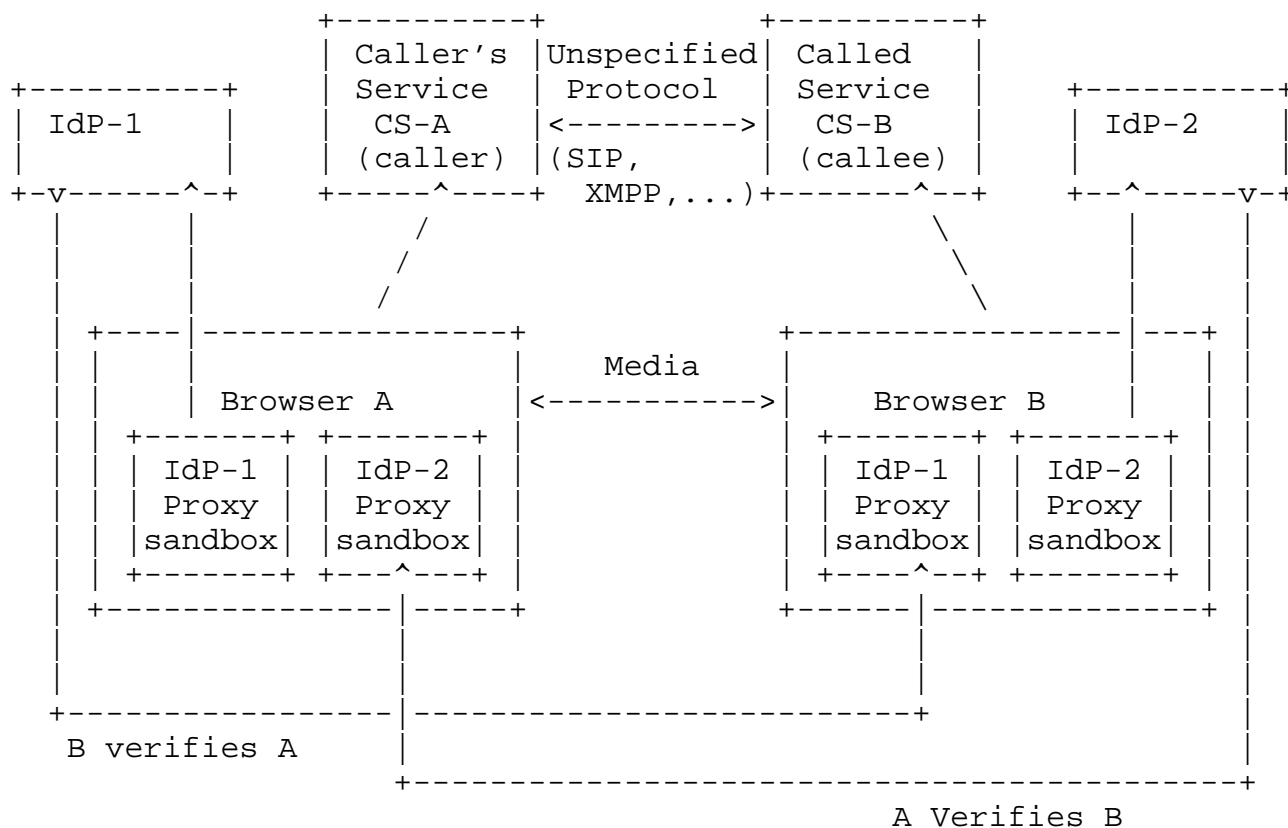 Caller's Unspecified Called
Service Protocol Service
IdP-1 CS-A CS-B IdP-2
(caller) (SIP, (callee)
XMPP,...)
Media
Browser A Browser B
IdP-1 IdP-2 IdP-1 IdP-2
Proxy Proxy Proxy Proxy
sandbox sandbox sandbox sandbox
B verifies A
A Verifies B